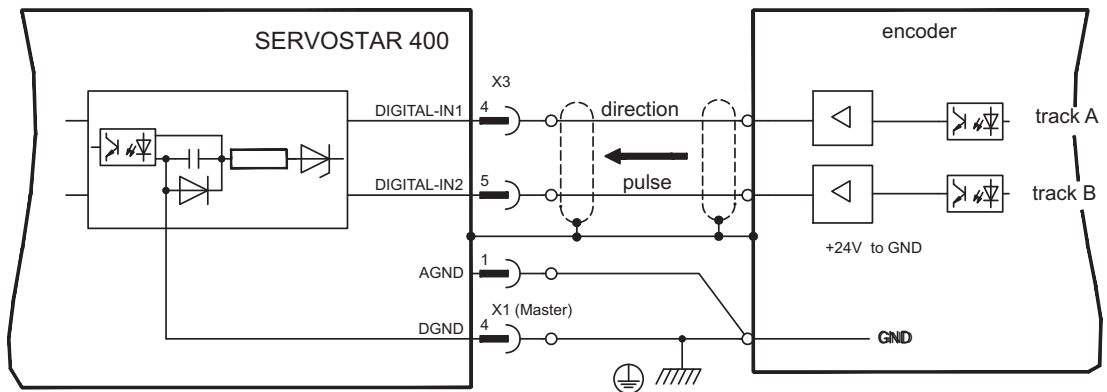 SERVOSTAR 400
encoder
X3
DIGITAL-IN1
4
direction
track A
pulse
DIGITAL-IN2
5
track B
+24V to GND
AGND
1
X1 (Master)
DGND
4
GND